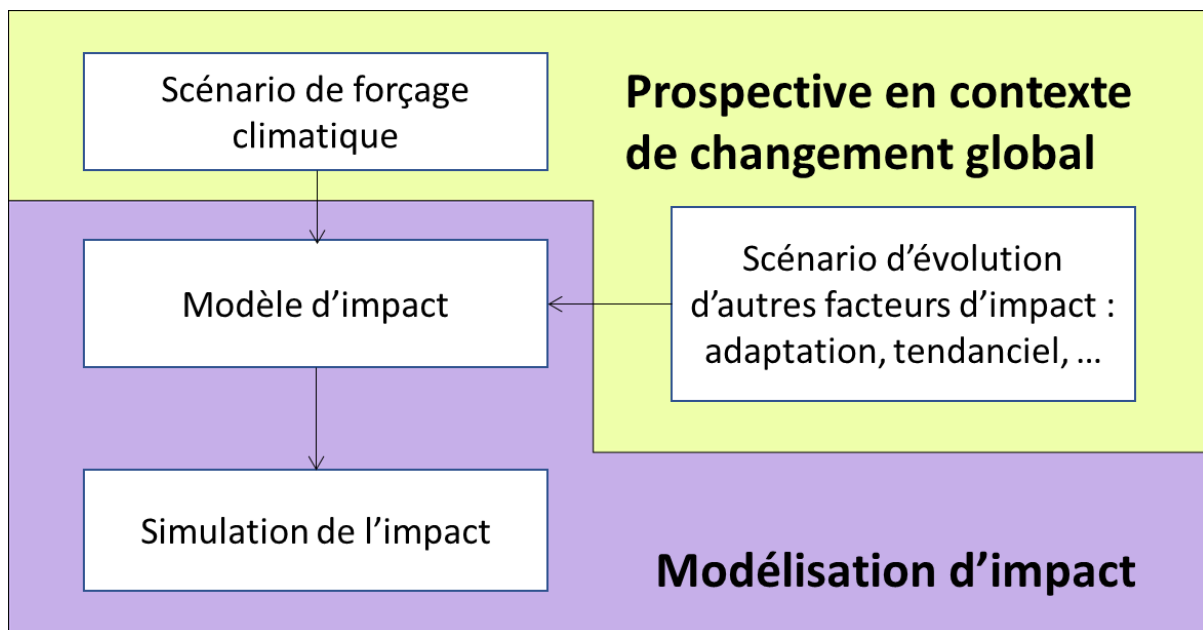 Scénario de forçage
climatique
Prospective en contexte
de changement global
Modèle d’impact
Scénario d’évolution
d’autres facteurs d’impact :
adaptation, tendanciel, …
Simulation de l’impact
Modélisation d’impact